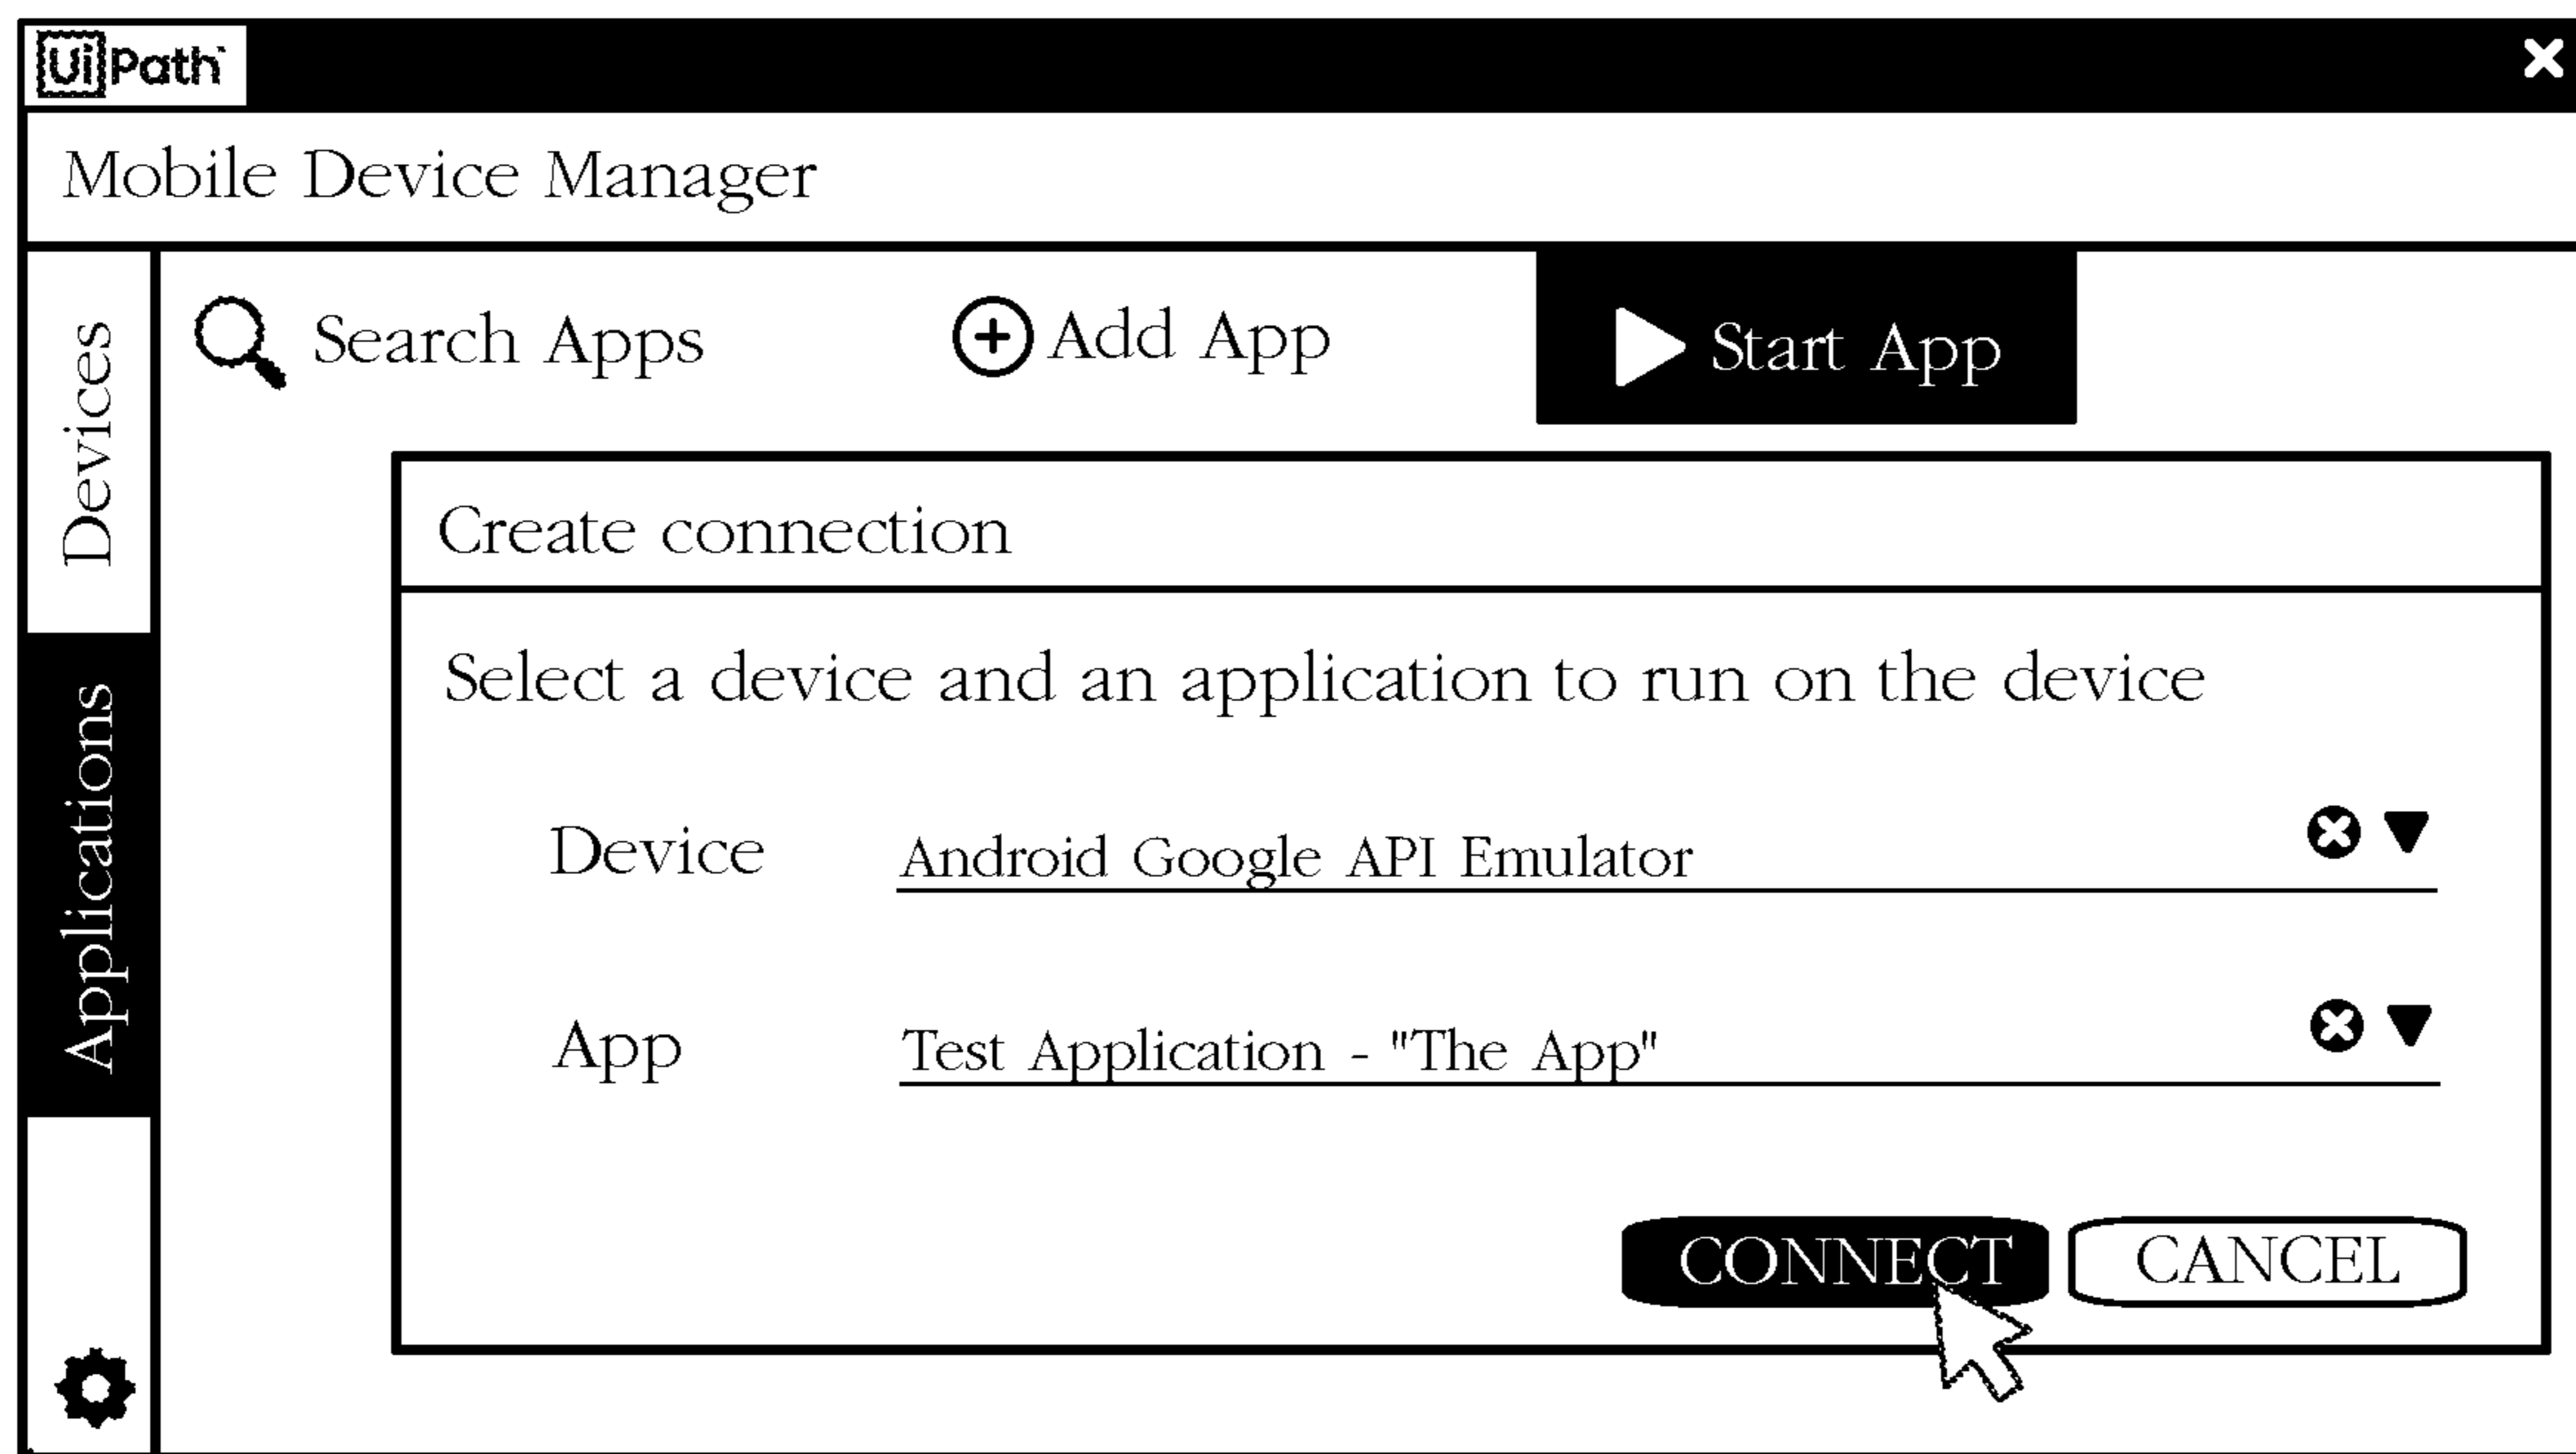 UiPath™
Mobile Device Manager
Devices
Applications
Search Apps
Add App
Start App
Create connection
Select a device and an application to run on the device
Device Android Google API Emulator
App Test Application - "The App"
CONNECT CANCEL